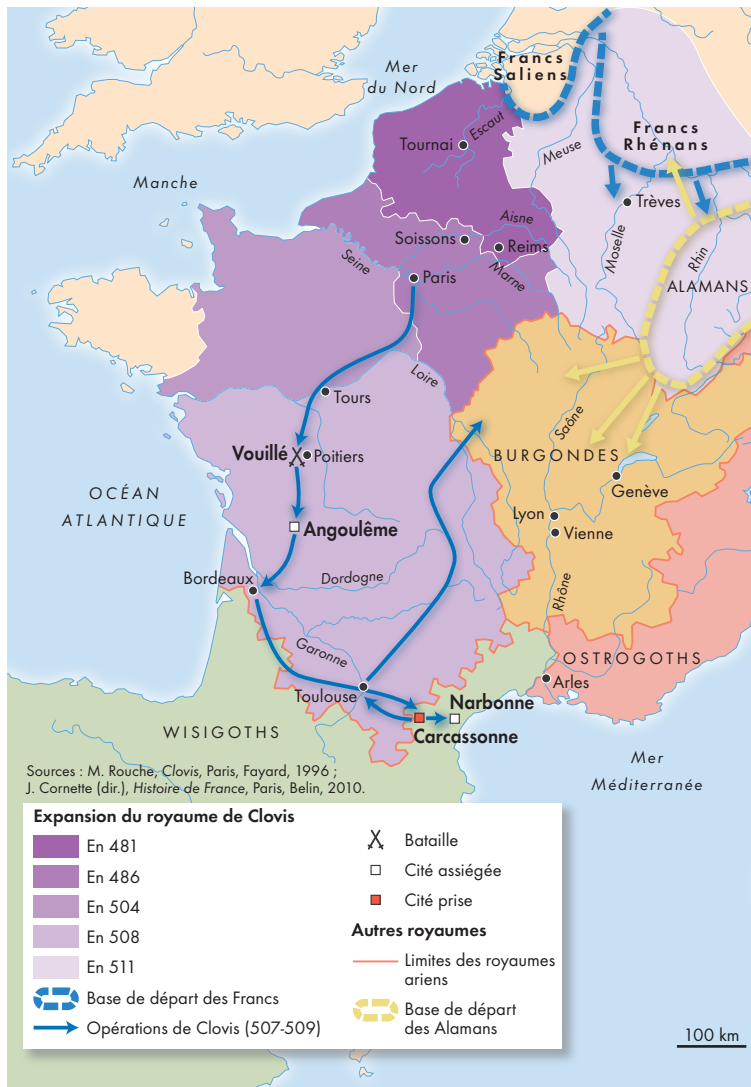 Mer
du Nord
Francs
Saliens
Francs
Rhénans
Tournai
Escaut
Meuse
Manche
Trèves
Aisne
Soissons
Reims
Moselle
Rhin
Seine
Paris
Marne
ALAMANS
Loire
Tours
Saône
Vouillé
Poitiers
BURGONDES
Genève
OCÉAN
ATLANTIQUE
Angoulême
Lyon
Vienne
Bordeaux
Dordogne
Rhône
Garonne
OSTROGOTHS
Toulouse
Arles
Narbonne
Carcassonne
WISIGOTHS
Mer
Méditerranée
Sources : M. Rouche, Clovis, Paris, Fayard, 1996 ;
J. Cornette (dir.), Histoire de France, Paris, Belin, 2010.
Expansion du royaume de Clovis
En 481
En 486
En 504
En 508
En 511
Base de départ des Francs
Opérations de Clovis (507-509)
Bataille
Cité assiégée
Cité prise
Autres royaumes
Limites des royaumes
ariens
Base de départ
des Alamans
100 km